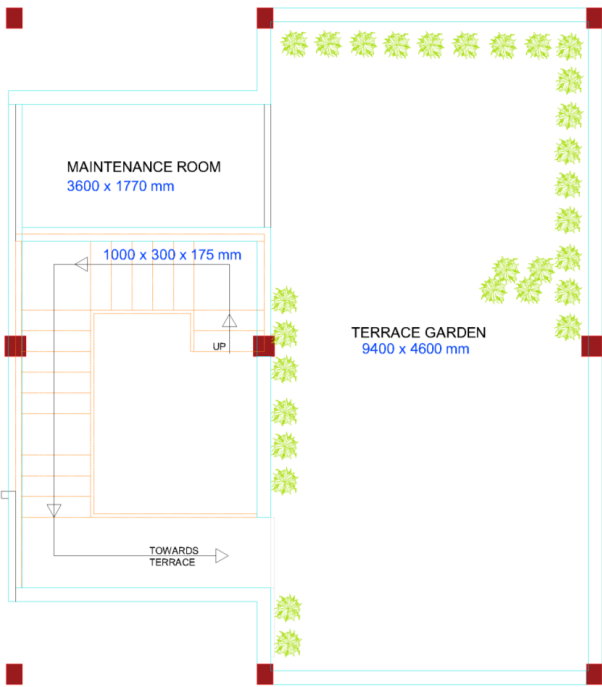 MAINTENANCE ROOM
3600 x 1770 mm
1000 x 300 x 175 mm
UP
TERRACE GARDEN
9400 x 4600 mm
TOWARDS
TERRACE